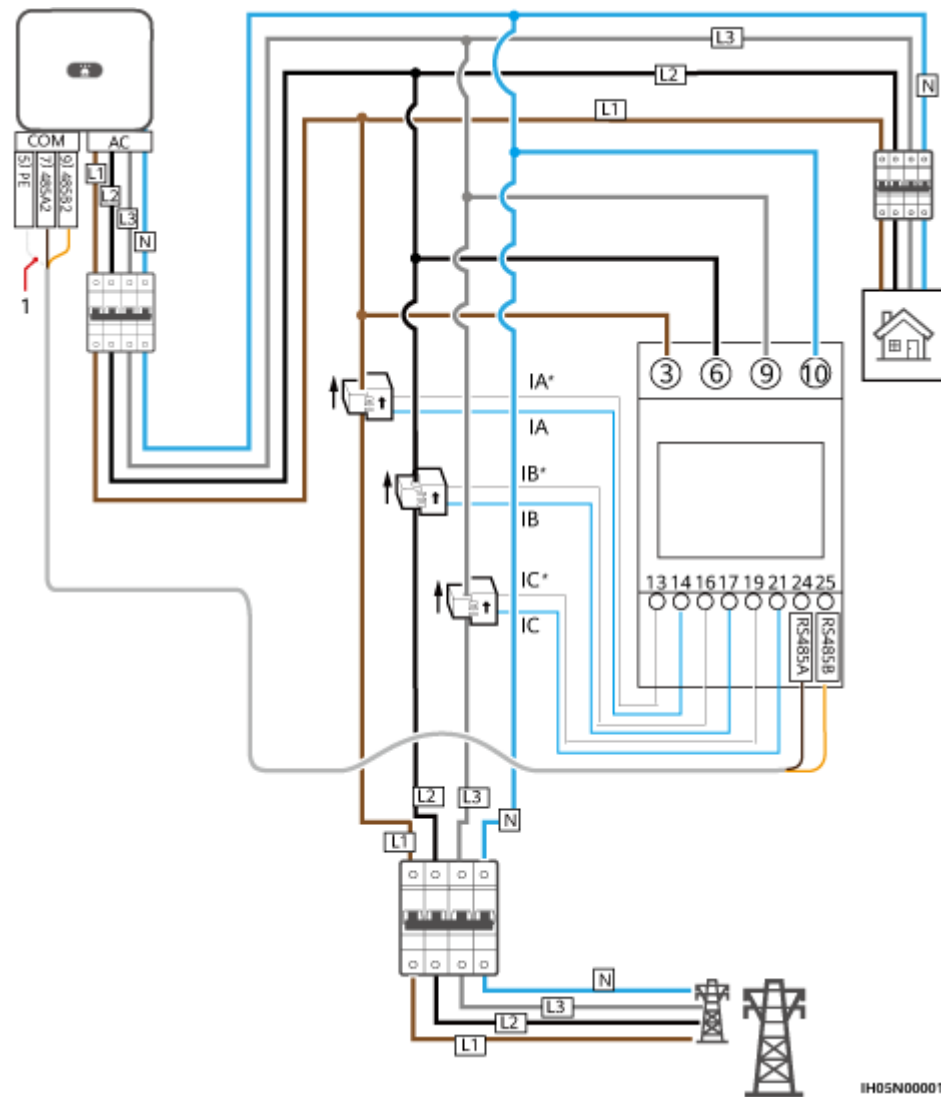 L3
L2
N
L1
COM
AC
5) PE
7) 485A2
9) 485B2
L1
L2
L3
N
1
3
6
9
10
IA*
IA
IB*
IB
IC*
IC
13 14 16 17 19 21 24 25
RS485A
RS485B
L2
L3
N
L1
N
L3
L2
L1
IH05N00001